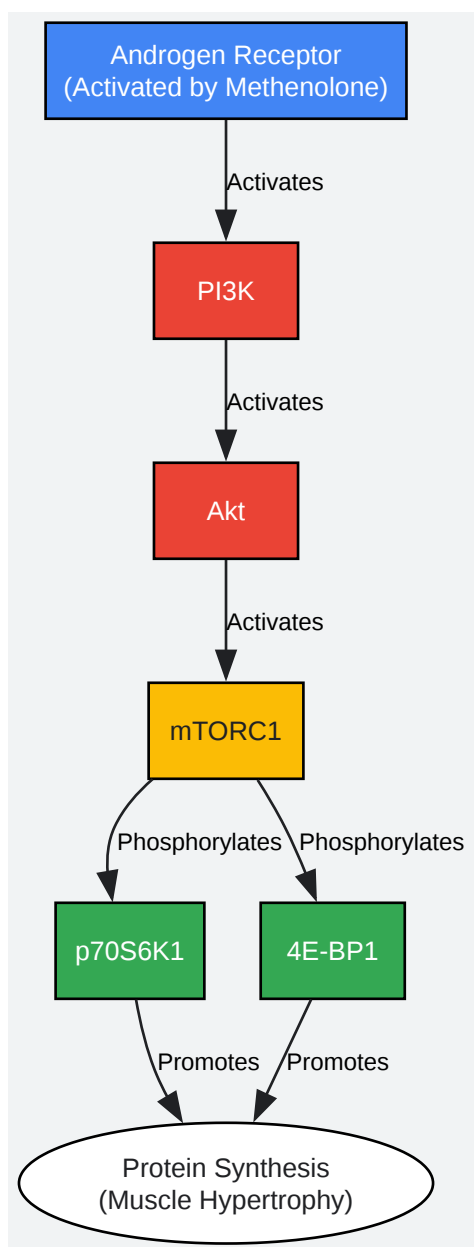 Androgen Receptor
(Activated by Methenolone)
Activates
PI3K
Activates
Akt
Activates
mTORC1
Phosphorylates
Phosphorylates
p70S6K1
4E-BP1
Promotes
Promotes
Protein Synthesis
(Muscle Hypertrophy)